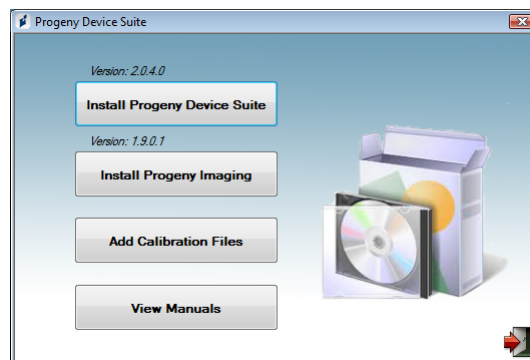 Progeny Device Suite
Version: 2.0.4.0
Install Progeny Device Suite
Version: 1.9.0.1
Install Progeny Imaging
Add Calibration Files
View Manuals